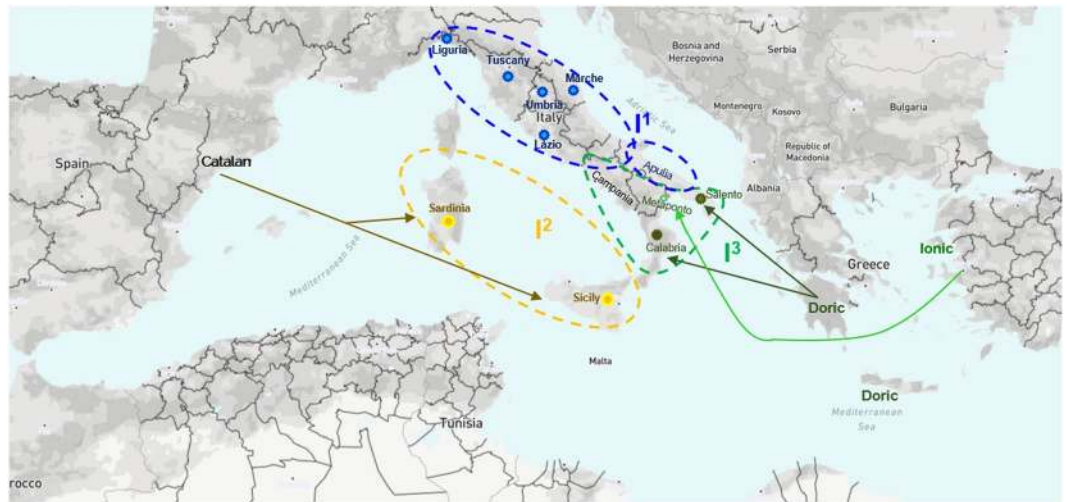 Bosnia and
Herzegovina
Serbia
Liguria
Tuscany
Marche
Umbria
Italy
Lazio
Adriatic Sea
Montenegro
Kosovo
Bulgaria
I¹
Republic of
Macedonia
Spain
Catalan
Apulia
Albania
Campania
Salento
Metaponto
Sardinia
I²
Calabria
I³
Ionic
Greece
Mediterranean Sea
Sicily
Doric
Malta
Doric
Mediterranean
Sea
Tunisia
rocco